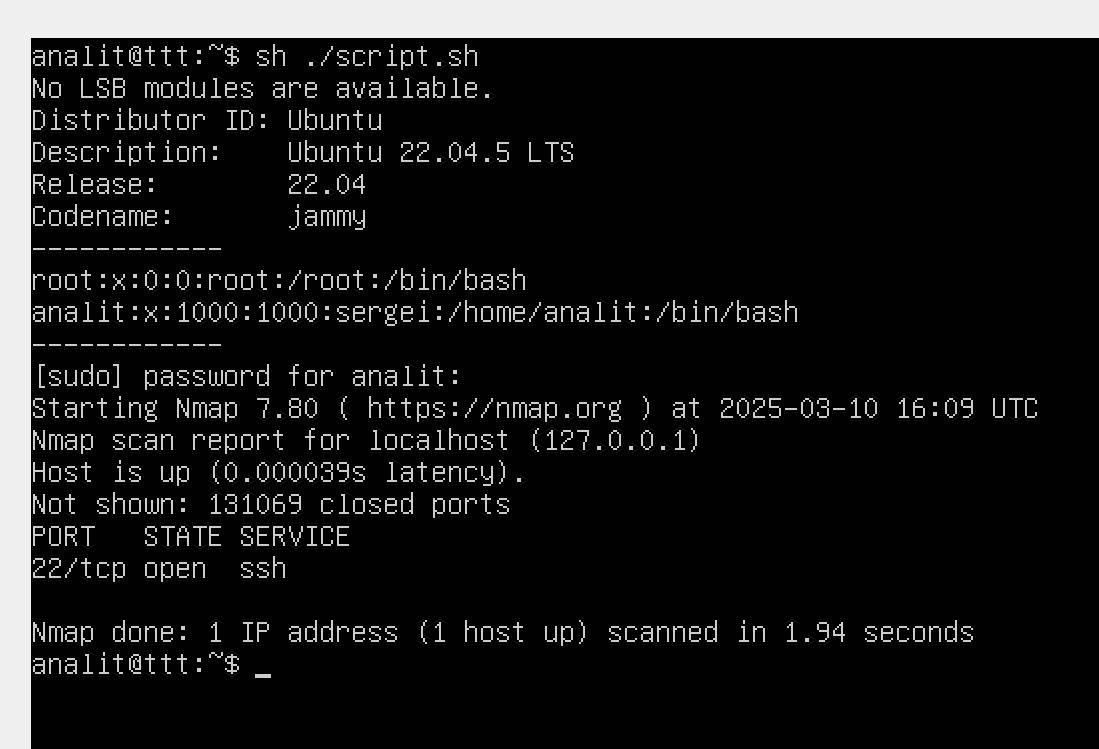 analit@ttt:~$ sh ./script.sh
No LSB modules are available.
Distributor ID: Ubuntu
Description:    Ubuntu 22.04.5 LTS
Release:        22.04
Codename:       jammy
------------
root:x:0:0:root:/root:/bin/bash
analit:x:1000:1000:sergei:/home/analit:/bin/bash
------------
[sudo] password for analit:
Starting Nmap 7.80 ( https://nmap.org ) at 2025-03-10 16:09 UTC
Nmap scan report for localhost (127.0.0.1)
Host is up (0.000039s latency).
Not shown: 131069 closed ports
PORT   STATE SERVICE
22/tcp open  ssh

Nmap done: 1 IP address (1 host up) scanned in 1.94 seconds
analit@ttt:~$ _